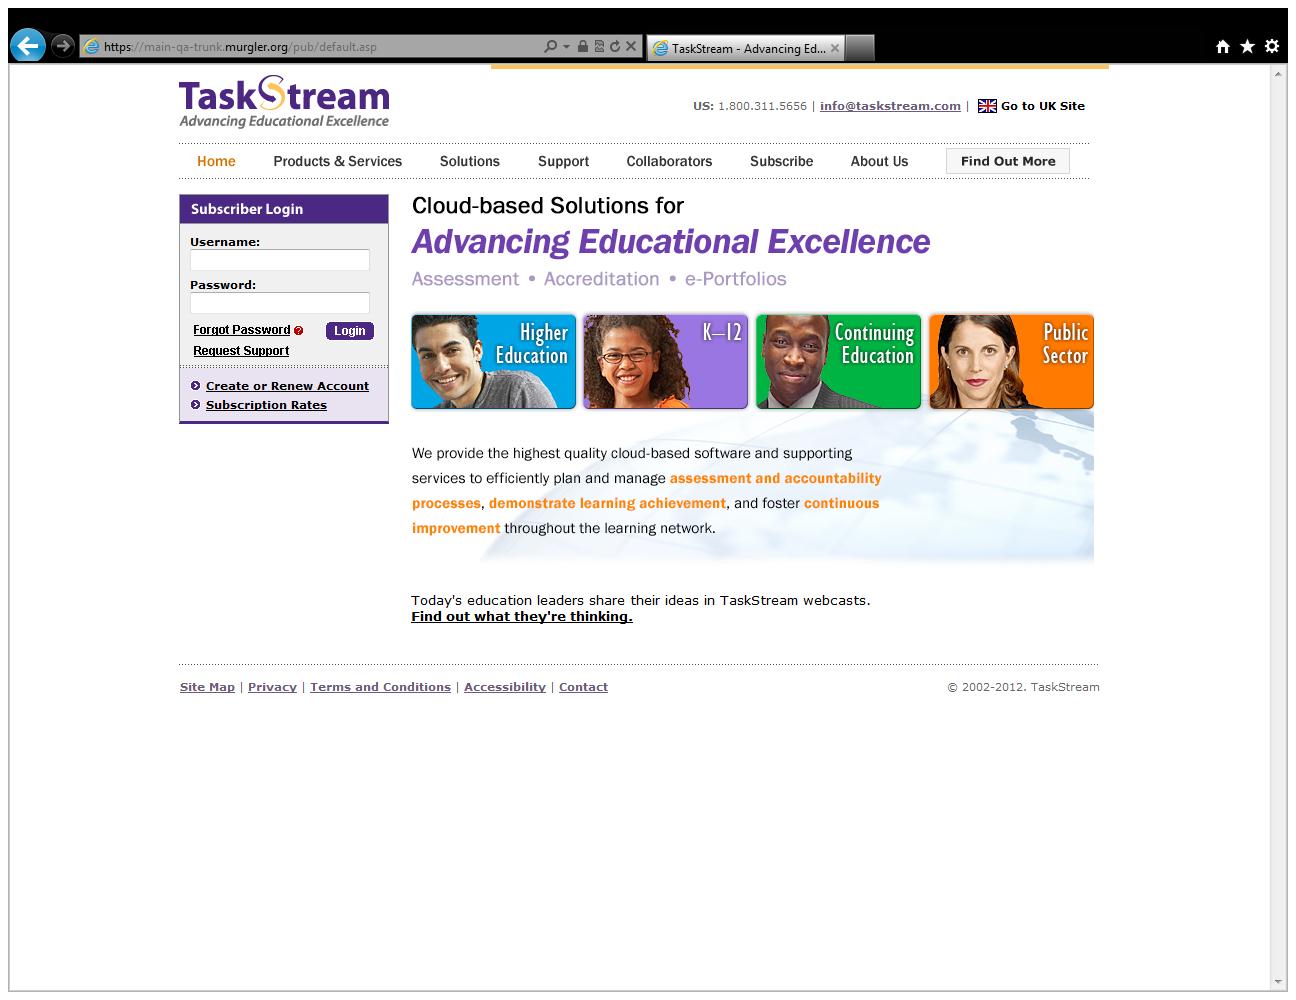 https://main-qa-trunk.murgler.org/pub/default.asp
TaskStream - Advancing Ed...
TaskStream
Advancing Educational Excellence
US: 1.800.311.5656 | info@taskstream.com | Go to UK Site
Home Products & Services Solutions Support Collaborators Subscribe About Us Find Out More
Subscriber Login
Username:
Password:
Forgot Password ?
Login
Request Support
Create or Renew Account
Subscription Rates
Cloud-based Solutions for
Advancing Educational Excellence
Assessment • Accreditation • e-Portfolios
Higher
Education
K–12
Continuing
Education
Public
Sector
We provide the highest quality cloud-based software and supporting
services to efficiently plan and manage assessment and accountability
processes, demonstrate learning achievement, and foster continuous
improvement throughout the learning network.
Today's education leaders share their ideas in TaskStream webcasts.
Find out what they're thinking.
Site Map | Privacy | Terms and Conditions | Accessibility | Contact
© 2002-2012. TaskStream